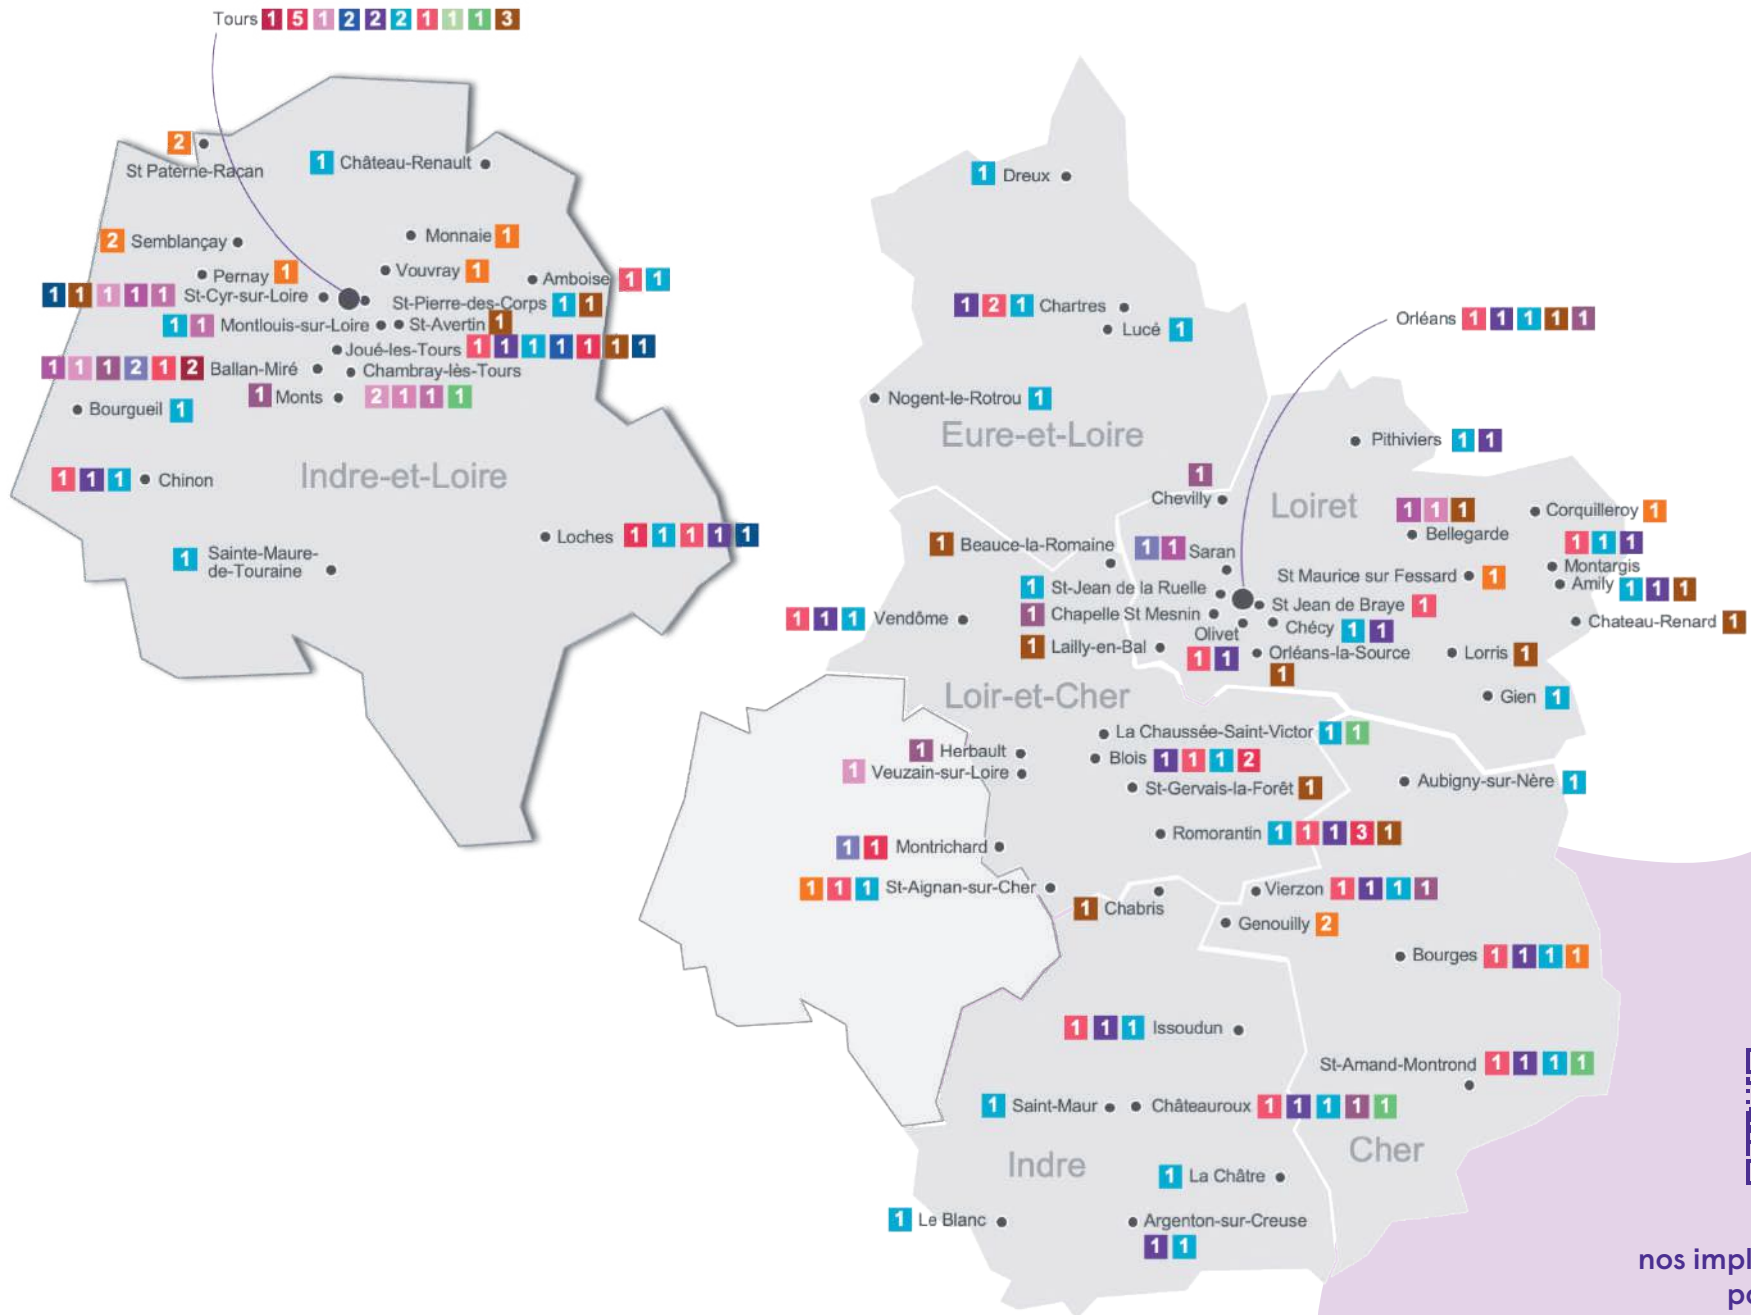 Tours 1 5 1 2 2 2 1 1 1 3
2
St Paterne-Racan
1 Château-Renault
2 Semblançay
Monnaie 1
Pernay 1
Vouvray 1
Amboise 1 1
1 1 1 1 1 St-Cyr-sur-Loire
St-Pierre-des-Corps 1 1
1 1 Montlouis-sur-Loire
St-Avertin 1
Joué-les-Tours 1 1 1 1 1 1 1
1 1 1 2 1 2 Ballan-Miré
Chambray-lès-Tours
2 1 1 1
1 Monts
Bourgueil 1
1 1 1 Chinon
Indre-et-Loire
Loches 1 1 1 1 1
1 Sainte-Maure-
de-Touraine
1 Dreux
1 2 1 Chartres
Lucé 1
Nogent-le-Rotrou 1
Eure-et-Loire
Orléans 1 1 1 1 1
Pithiviers 1 1
1
Chevilly
Loiret
1 1 1
Bellegarde
Corquilleroy 1
1 1 1
Montargis
Amily 1 1 1
1 Beauce-la-Romaine
1 1 Saran
St Maurice sur Fessard 1
1 St-Jean de la Ruelle
St Jean de Braye 1
1 Chapelle St Mesnin
Chateau-Renard 1
1 1 1 Vendôme
Olivet
1 1
Chécy 1 1
1 Lailly-en-Bal
Orléans-la-Source
1
Lorris 1
Gien 1
Loir-et-Cher
La Chaussée-Saint-Victor 1 1
1 Herbault
Blois 1 1 1 2
1 Veuzain-sur-Loire
St-Gervais-la-Forêt 1
Aubigny-sur-Nère 1
Romorantin 1 1 1 3 1
1 1 Montrichard
1 1 1 St-Aignan-sur-Cher
1 Chabris
Vierzon 1 1 1 1
Genouilly 2
Bourges 1 1 1 1
1 1 1 Issoudun
St-Amand-Montrond 1 1 1 1
1 Saint-Maur
Châteauroux 1 1 1 1 1
Cher
Indre
1 La Châtre
1 Le Blanc
Argenton-sur-Creuse
1 1
nos impl
po